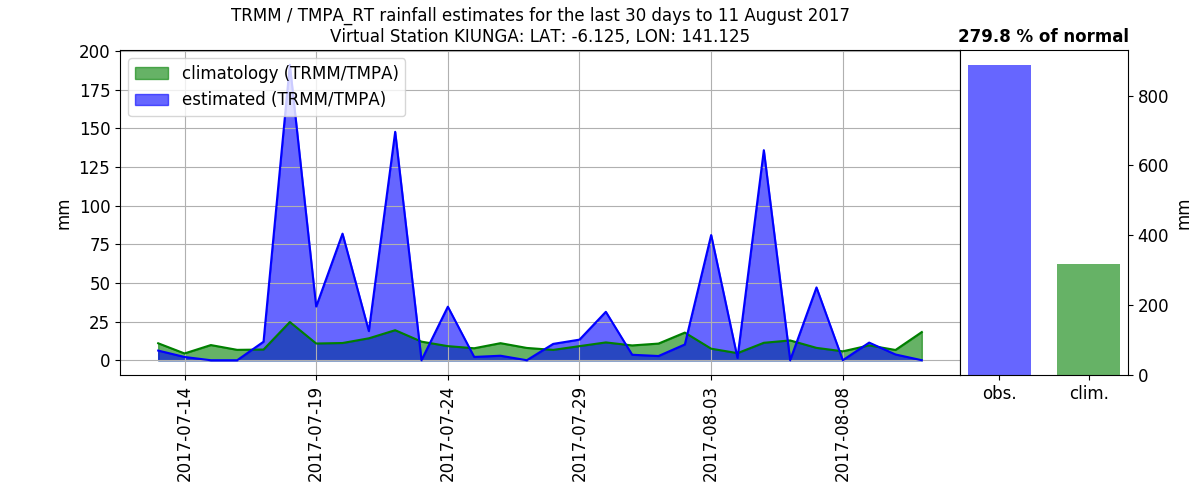 TRMM / TMPA_RT rainfall estimates for the last 30 days to 11 August 2017
Virtual Station KIUNGA: LAT: -6.125, LON: 141.125
279.8 % of normal
climatology (TRMM/TMPA)
estimated (TRMM/TMPA)
mm
200
175
150
125
100
75
50
25
0
2017-07-14
2017-07-19
2017-07-24
2017-07-29
2017-08-03
2017-08-08
800
600
400
200
0
mm
obs.
clim.